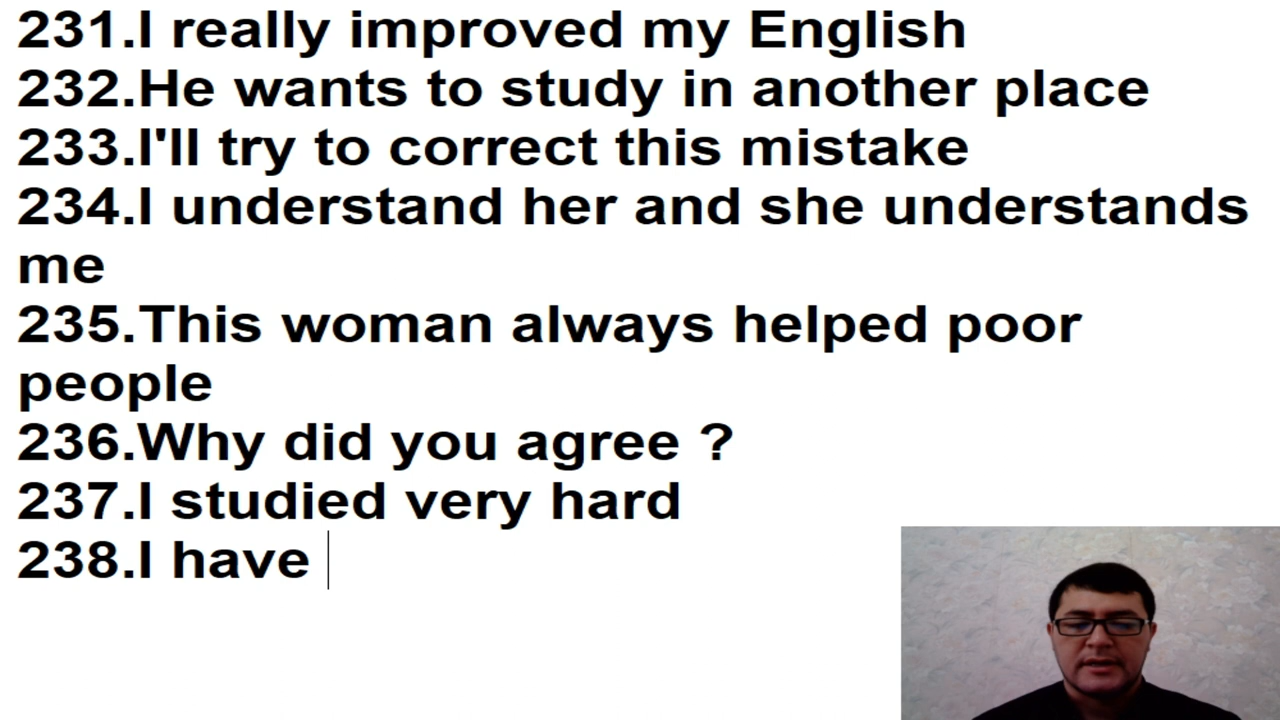 231.I really improved my English
232.He wants to study in another place
233.I'll try to correct this mistake
234.I understand her and she understands
me
235.This woman always helped poor
people
236.Why did you agree ?
237.I studied very hard
238.I have